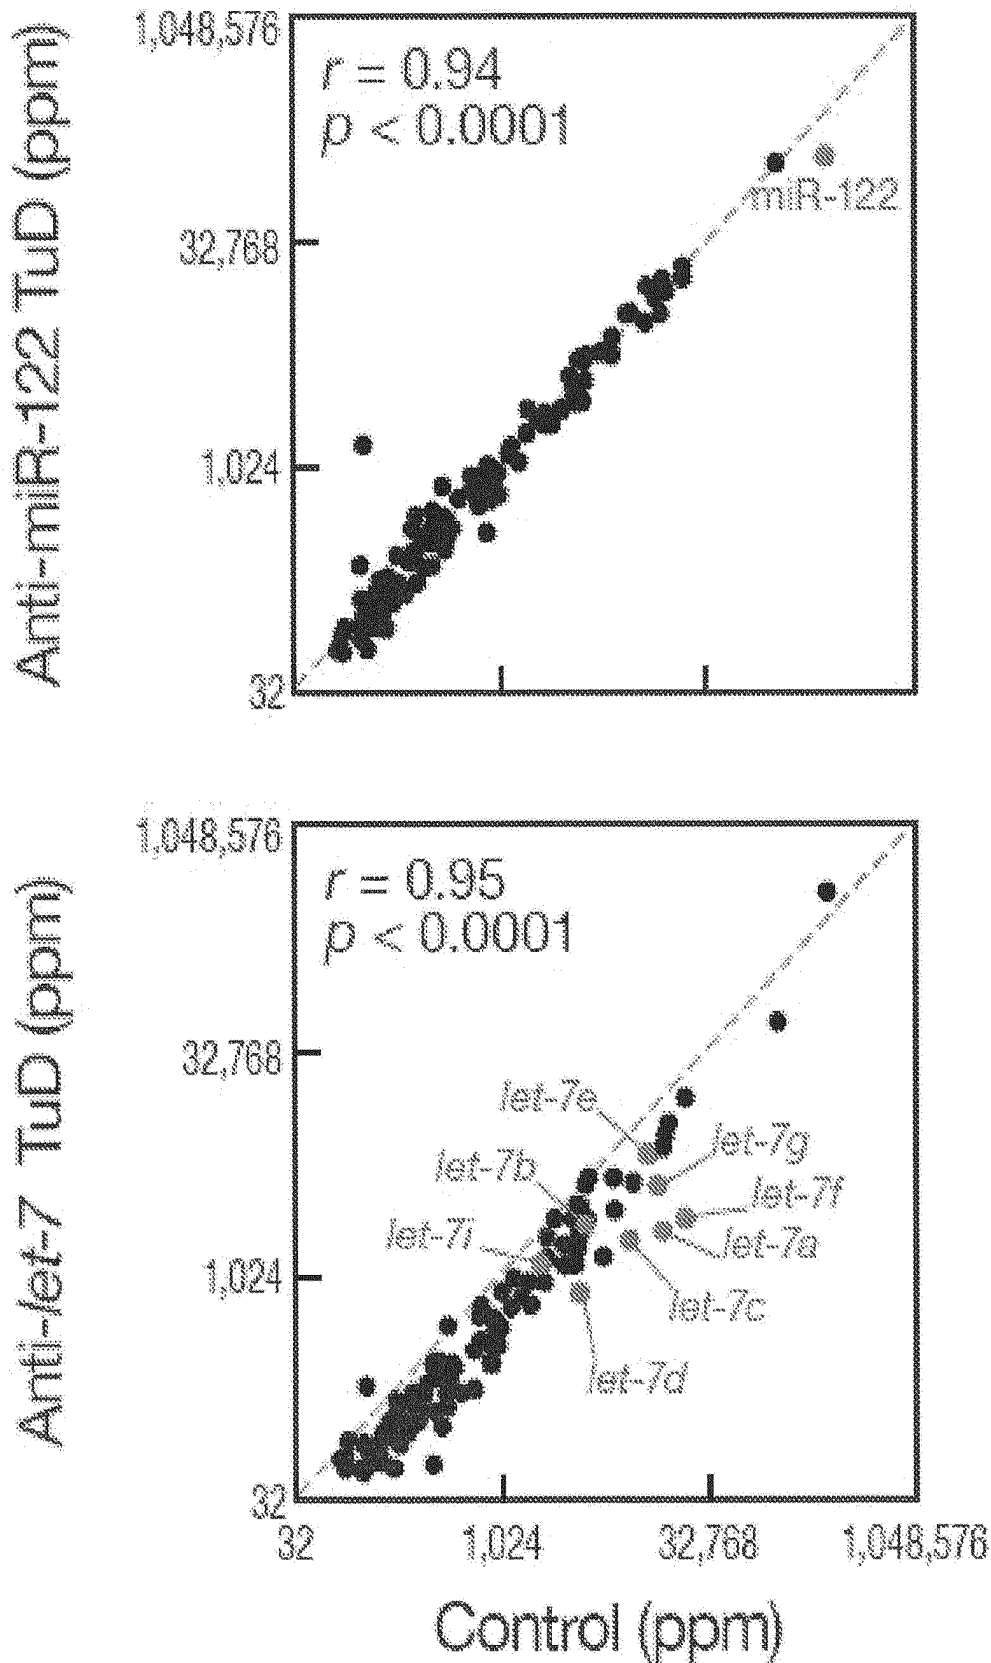 1,048,576
r = 0.94
p < 0.0001
miR-122
32,768
1,024
32
Anti-miR-122 TuD (ppm)
1,048,576
r = 0.95
p < 0.0001
32,768
let-7e
let-7g
let-7b
let-7f
let-7i
let-7a
1,024
let-7c
let-7d
32
Anti-let-7 TuD (ppm)
32 1,024 32,768 1,048,576
Control (ppm)